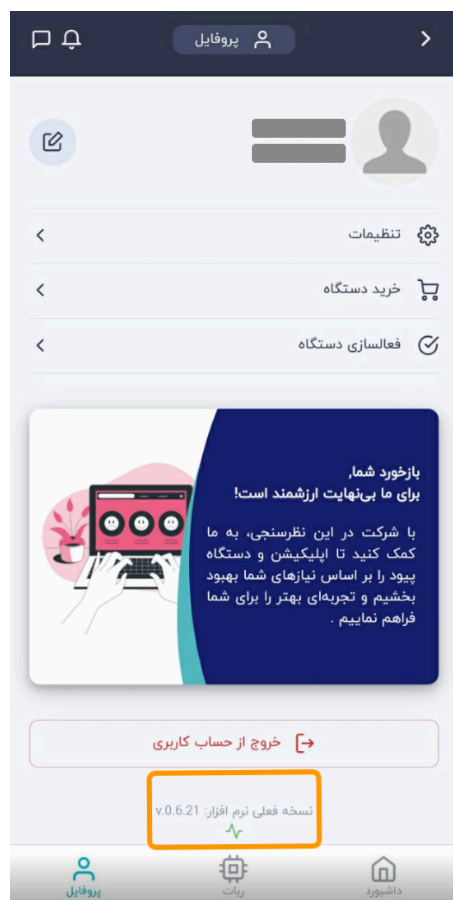 پروفایل
تنظیمات
خرید دستگاه
فعالسازی دستگاه
بازخورد شما,
برای ما بی‌نهایت ارزشمند است!
با شرکت در این نظرسنجی، به ما
کمک کنید تا اپلیکیشن و دستگاه
پیود را بر اساس نیازهای شما بهبود
بخشیم و تجربه‌ای بهتر را برای شما
فراهم نماییم .
خروج از حساب کاربری
نسخه فعلی نرم افزار: v.0.6.21
داشبورد
ربات
پروفایل